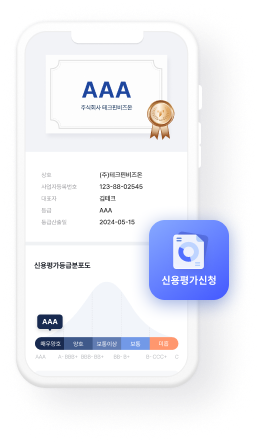 AAA
주식회사 테크핀비즈온
상호 (주)테크핀비즈온
사업자등록번호 123-88-02545
대표자 김테크
등급 AAA
등급산출일 2024-05-15
신용평가등급분포도
신용평가신청
AAA
매우양호 양호 보통이상 보통
AAA A-BBB+ BBB-BB+ BB-B+ B-CCC+ C